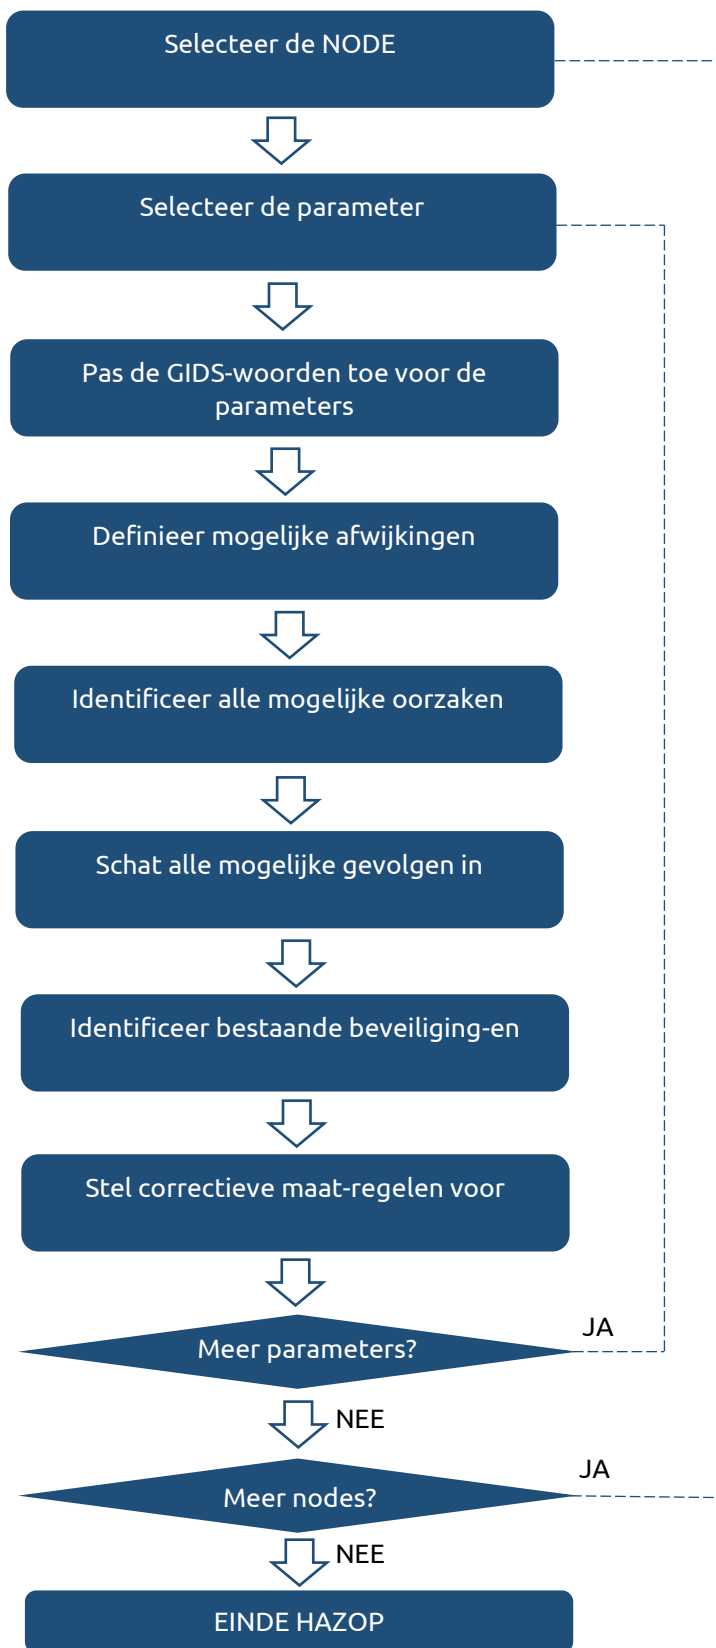 Selecteer de NODE
Selecteer de parameter
Pas de GIDS-woorden toe voor de
parameters
Definieer mogelijke afwijkingen
Identificeer alle mogelijke oorzaken
Schat alle mogelijke gevolgen in
Identificeer bestaande beveiliging-en
Stel correctieve maat-regelen voor
Meer parameters?
JA
NEE
Meer nodes?
JA
NEE
EINDE HAZOP